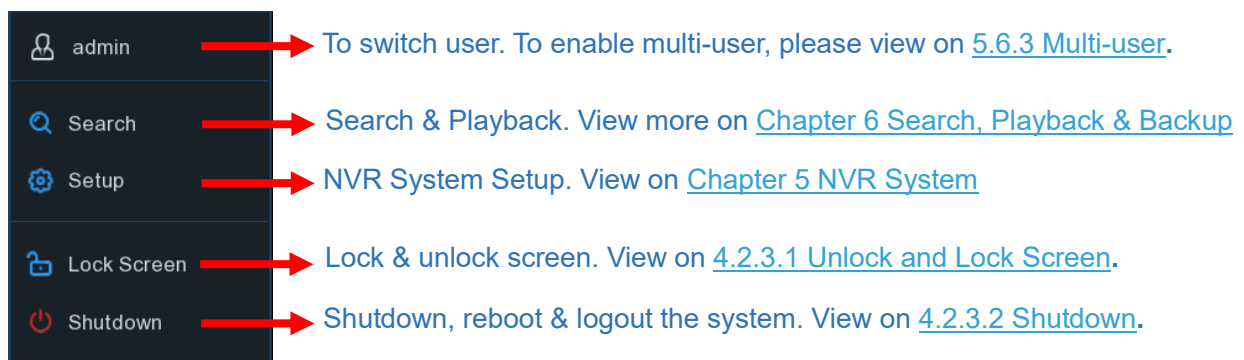 admin To switch user. To enable multi-user, please view on 5.6.3 Multi-user.
Search Search & Playback. View more on Chapter 6 Search, Playback & Backup
Setup NVR System Setup. View on Chapter 5 NVR System
Lock Screen Lock & unlock screen. View on 4.2.3.1 Unlock and Lock Screen.
Shutdown Shutdown, reboot & logout the system. View on 4.2.3.2 Shutdown.